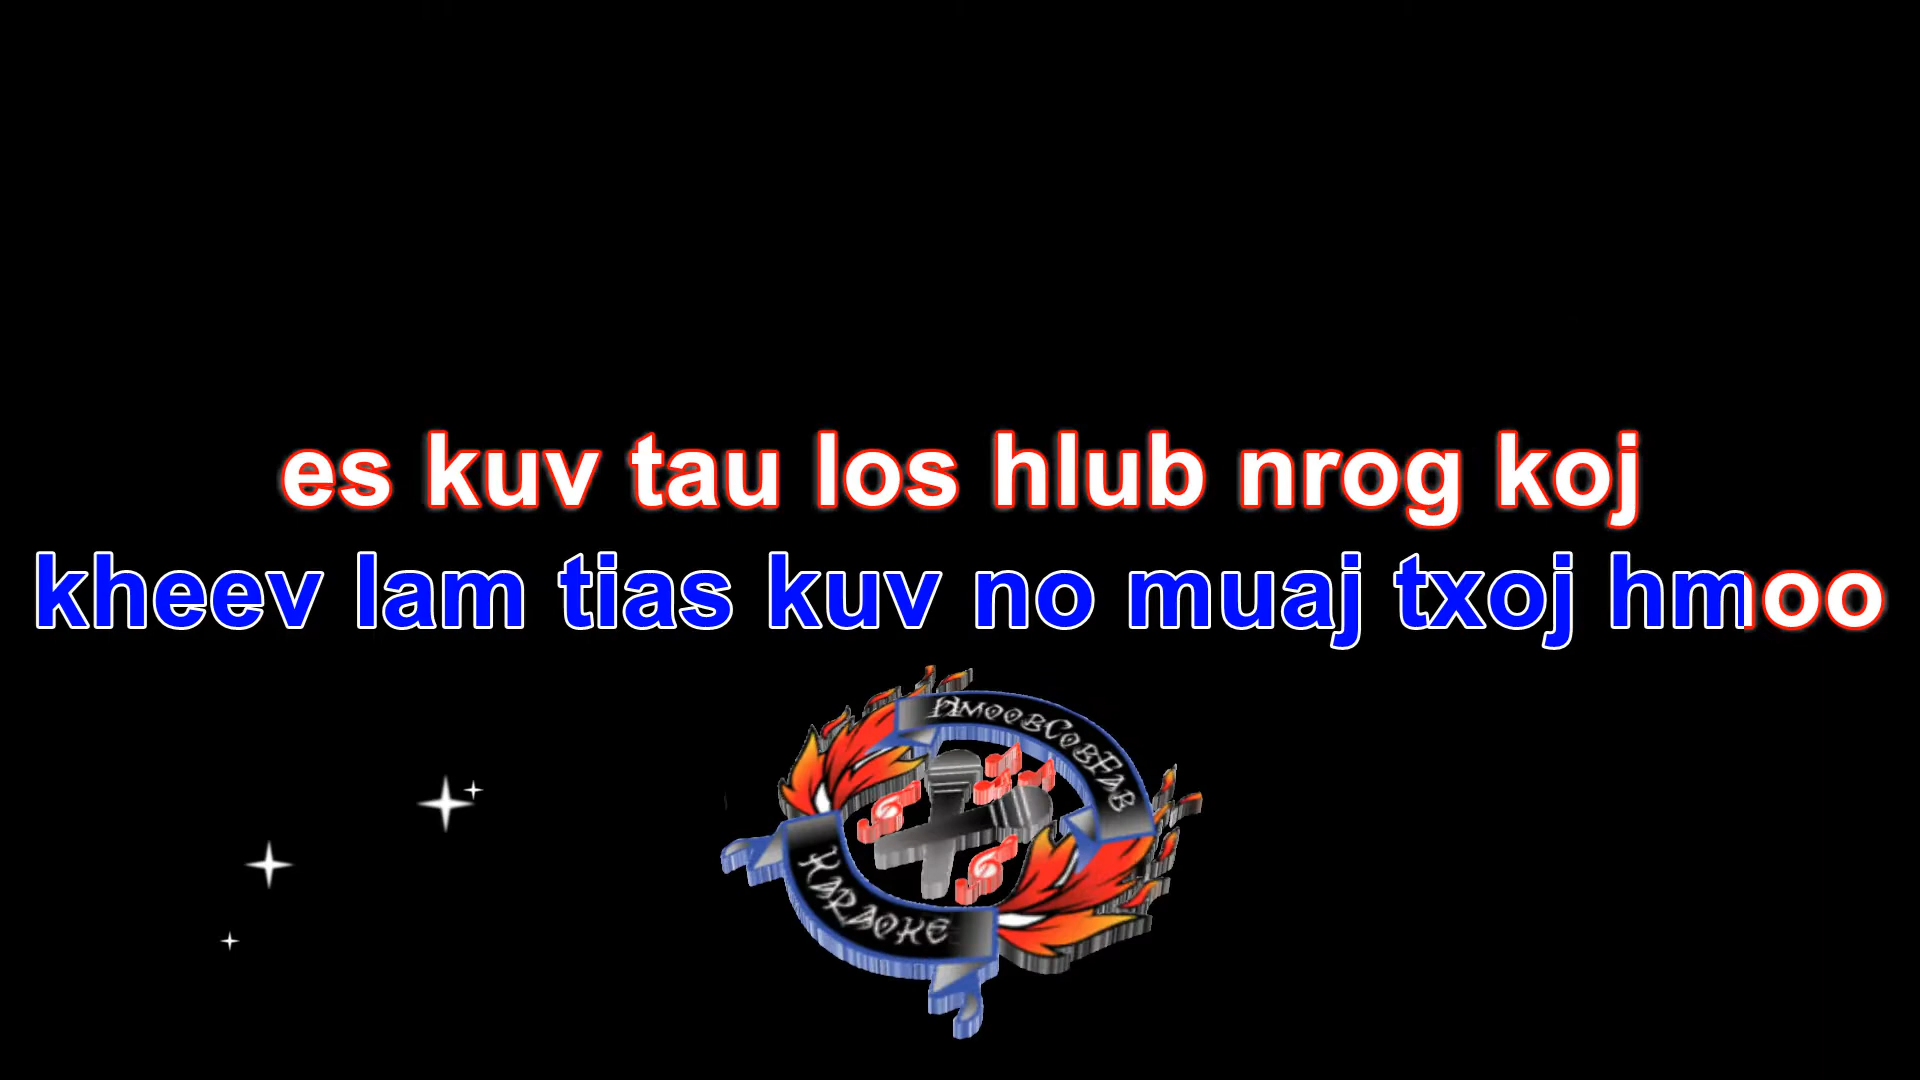 es kuv tau los hlub nrog koj
kheev lam tias kuv no muaj txoj hmoo
HmoobCobFab
Karaoke